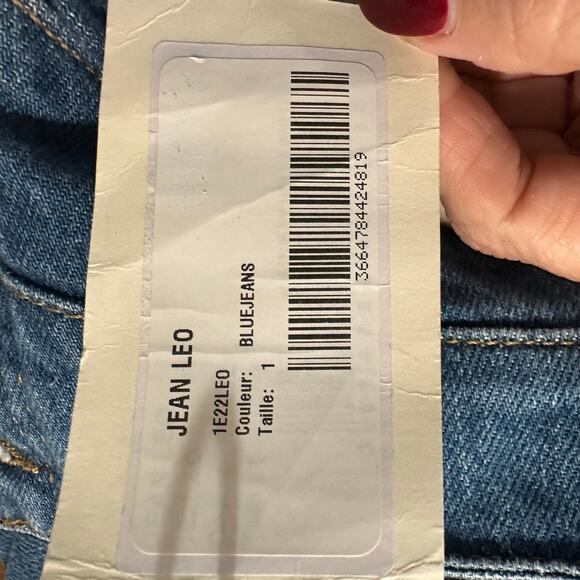 JEAN LEO
1E22LEO
Couleur: BLUEJEANS
Taille: 1
3664784424819